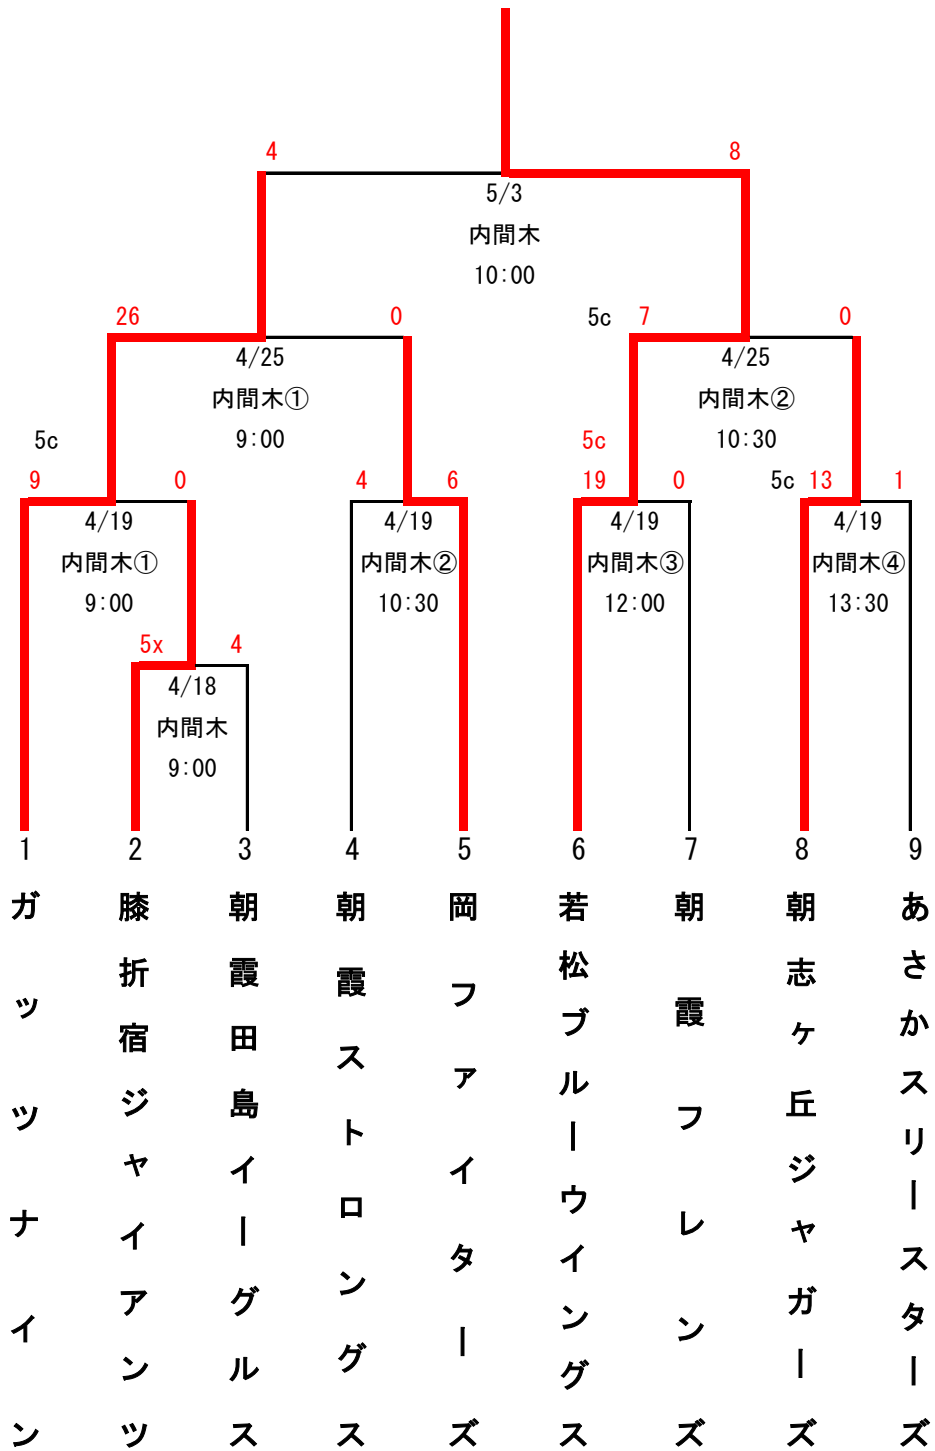 4 8
5/3
内間木
10:00
26 0 5c 7 0
4/25 4/25
内間木① 内間木②
9:00 10:30
5c 5c
9 0 4 6 19 0 5c 13 1
4/19 4/19 4/19 4/19
内間木① 内間木② 内間木③ 内間木④
9:00 10:30 12:00 13:30
5x 4
4/18
内間木
9:00
1 2 3 4 5 6 7 8 9
ガッツナイン
膝折宿ジャイアンツ
朝霞田島イーグルス
朝霞ストロングス
岡ファイターズ
若松ブルーウイングス
朝霞フレンズ
朝志ヶ丘ジャガーズ
あさかスリースターズ